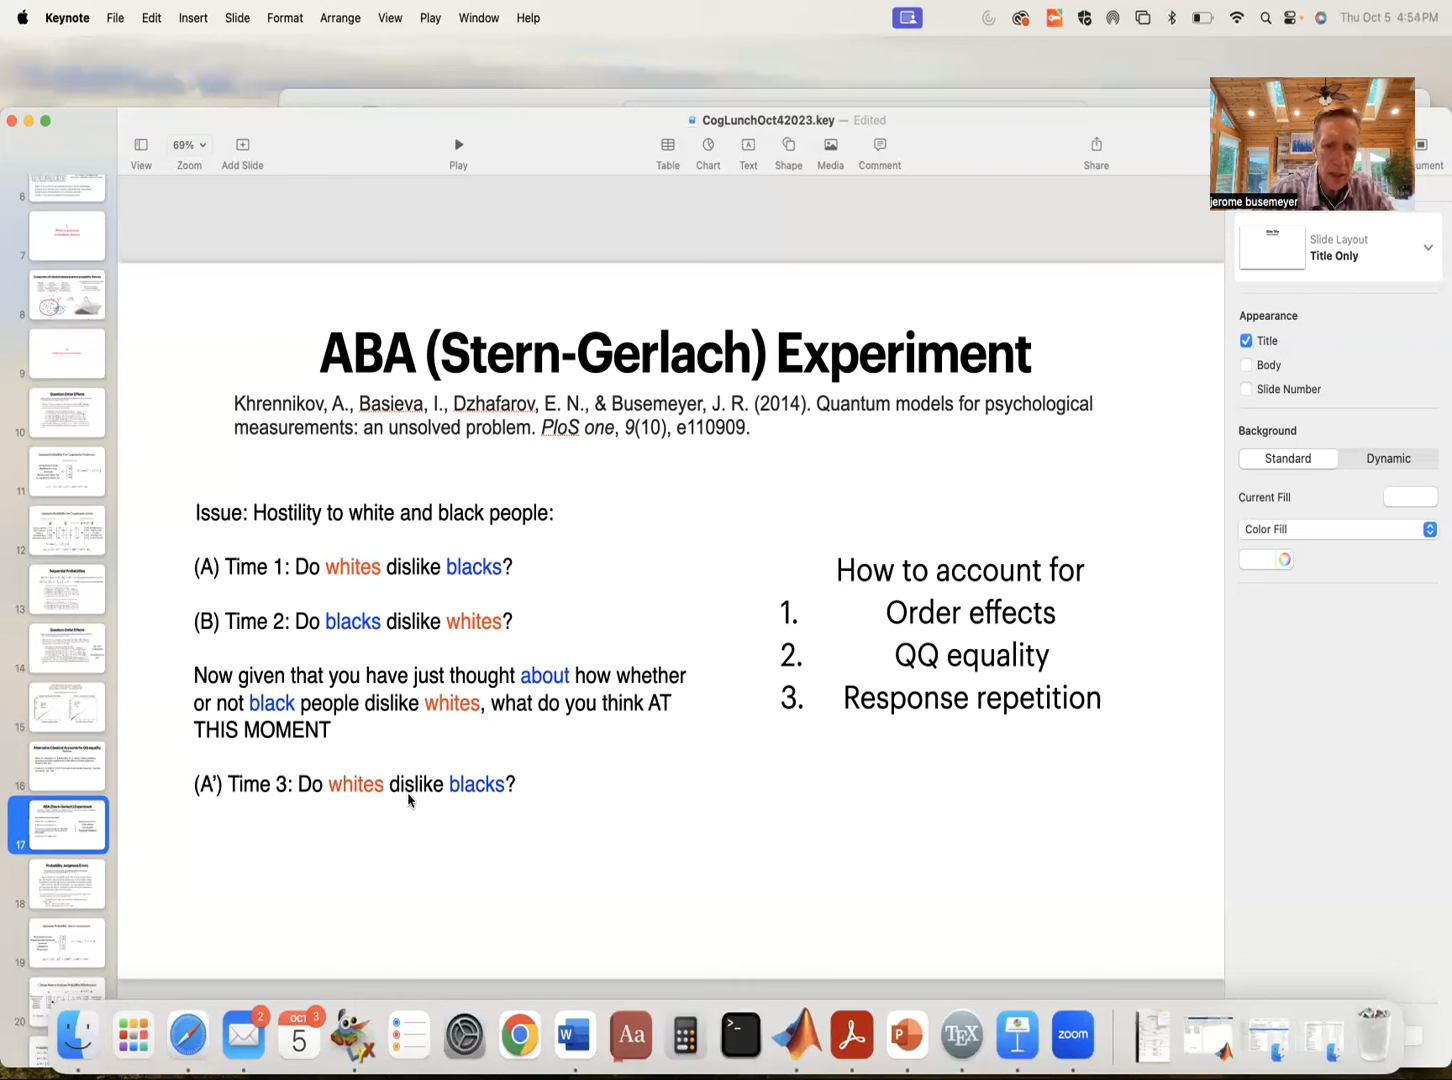 Keynote File Edit Insert Slide Format Arrange View Play Window Help
Thu Oct 5 4:54PM
CogLunchOct42023.key — Edited
69%
View Zoom Add Slide Play Table Chart Text Shape Media Comment Share
jerome busemeyer
Slide Layout
Title Only
Appearance
Title
Body
Slide Number
Background
Standard Dynamic
Current Fill
Color Fill
6
7
8
9
10
11
12
13
14
15
16
17
18
19
20
ABA (Stern-Gerlach) Experiment
Khrennikov, A., Basieva, I., Dzhafarov, E. N., & Busemeyer, J. R. (2014). Quantum models for psychological
measurements: an unsolved problem. PloS one, 9(10), e110909.
Issue: Hostility to white and black people:
(A) Time 1: Do whites dislike blacks?
(B) Time 2: Do blacks dislike whites?
Now given that you have just thought about how whether
or not black people dislike whites, what do you think AT
THIS MOMENT
(A') Time 3: Do whites dislike blacks?
How to account for
1. Order effects
2. QQ equality
3. Response repetition
2
OCT 3
5
Aa
TEX
zoom